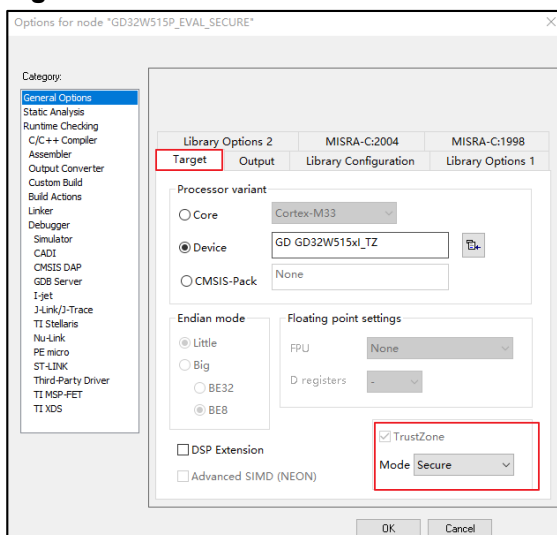 Options for node "GD32W515P_EVAL_SECURE"
Category:
General Options
Static Analysis
Runtime Checking
C/C++ Compiler
Assembler
Output Converter
Custom Build
Build Actions
Linker
Debugger
Simulator
CADI
CMSIS DAP
GDB Server
I-jet
J-Link/J-Trace
TI Stellaris
Nu-Link
PE micro
ST-LINK
Third-Party Driver
TI MSP-FET
TI XDS
Library Options 2 MISRA-C:2004 MISRA-C:1998
Target Output Library Configuration Library Options 1
Processor variant
Core Cortex-M33
Device GD GD32W515xI_TZ
CMSIS-Pack None
Endian mode
Little
Big
BE32
BE8
Floating point settings
FPU None
D registers -
DSP Extension
Advanced SIMD (NEON)
TrustZone
Mode Secure
OK Cancel